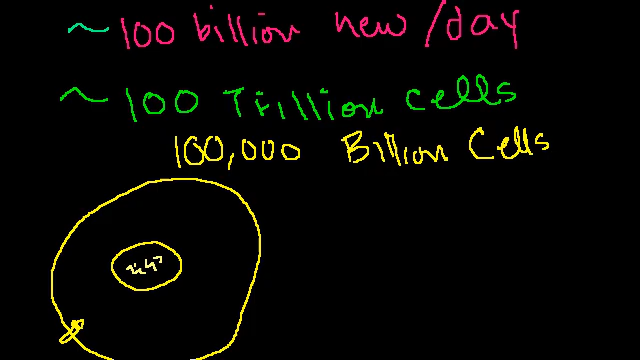 ~ 100 billion new / day
~ 100 Trillion cells
100,000 Billion Cells